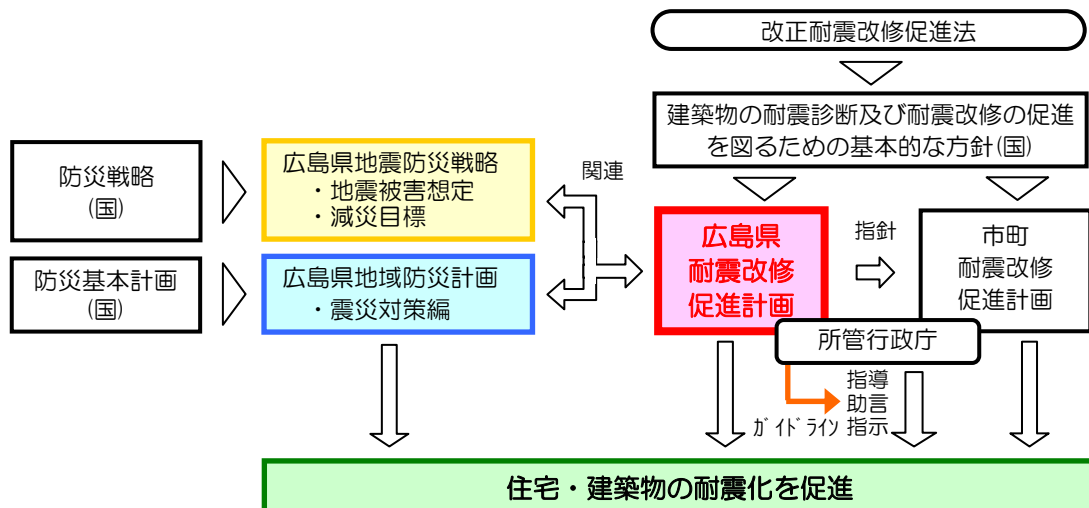 改正耐震改修促進法
建築物の耐震診断及び耐震改修の促進
を図るための基本的な方針(国)
防災戦略
(国)
広島県地震防災戦略
・地震被害想定
・減災目標
関連
防災基本計画
(国)
広島県地域防災計画
・震災対策編
広島県
耐震改修
促進計画
指針
市町
耐震改修
促進計画
所管行政庁
指導
助言
ガイドライン 指示
住宅・建築物の耐震化を促進